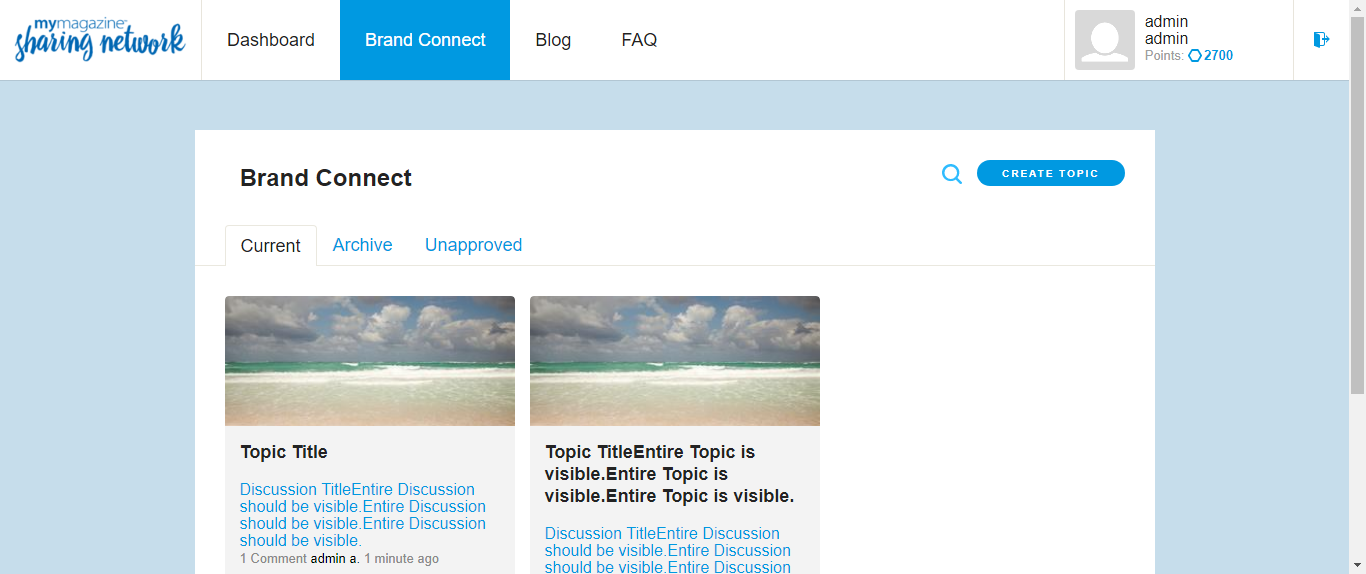 mymagazine
sharing network
Dashboard
Brand Connect
Blog
FAQ
admin
admin
Points: 2700
Brand Connect
CREATE TOPIC
Current
Archive
Unapproved
Topic Title
Discussion TitleEntire Discussion
should be visible.Entire Discussion
should be visible.Entire Discussion
should be visible.
1 Comment admin a. 1 minute ago
Topic TitleEntire Topic is
visible.Entire Topic is
visible.Entire Topic is visible.
Discussion TitleEntire Discussion
should be visible.Entire Discussion
should be visible.Entire Discussion